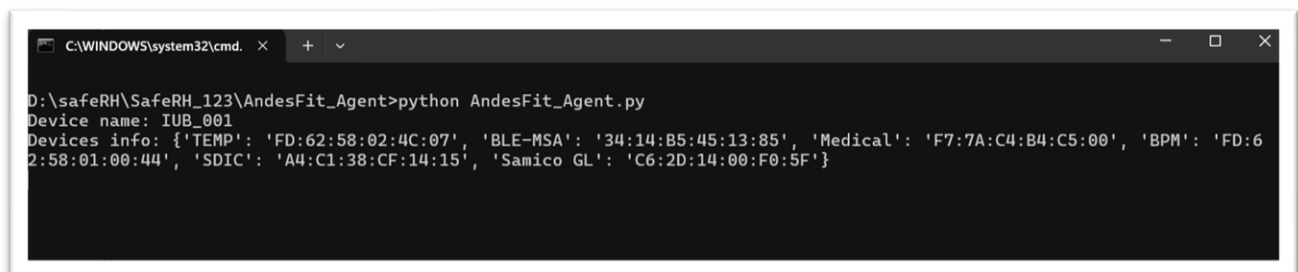 C:\WINDOWS\system32\cmd.
D:\safeRH\SafeRH_123\AndesFit_Agent>python AndesFit_Agent.py
Device name: IUB_001
Devices info: {'TEMP': 'FD:62:58:02:4C:07', 'BLE-MSA': '34:14:B5:45:13:85', 'Medical': 'F7:7A:C4:B4:C5:00', 'BPM': 'FD:6
2:58:01:00:44', 'SDIC': 'A4:C1:38:CF:14:15', 'Samico GL': 'C6:2D:14:00:F0:5F'}